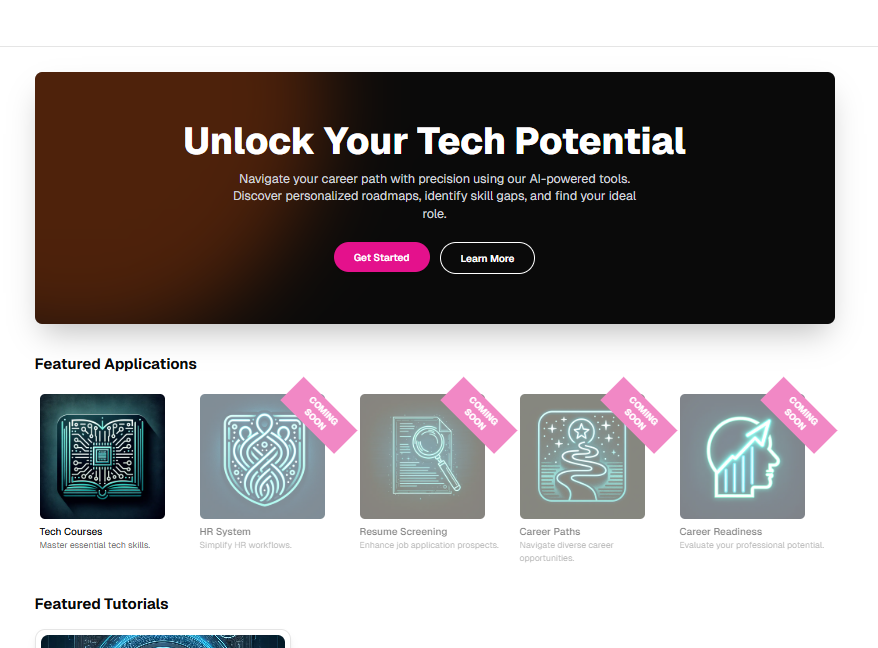 Unlock Your Tech Potential
Navigate your career path with precision using our AI-powered tools.
Discover personalized roadmaps, identify skill gaps, and find your ideal
role.
Get Started
Learn More
Featured Applications
COMING
SOON
COMING
SOON
COMING
SOON
COMING
SOON
Tech Courses
Master essential tech skills.
HR System
Simplify HR workflows.
Resume Screening
Enhance job application prospects.
Career Paths
Navigate diverse career
opportunities.
Career Readiness
Evaluate your professional potential.
Featured Tutorials